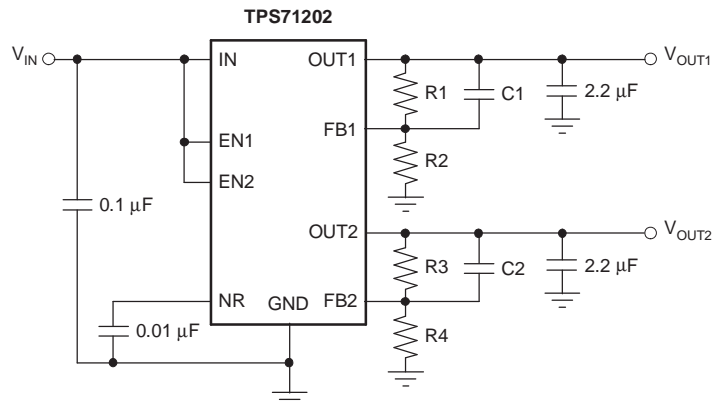 TPS71202
V_IN
IN
OUT1
V_OUT1
R1
C1
2.2 μF
EN1
FB1
R2
EN2
0.1 μF
OUT2
V_OUT2
R3
C2
2.2 μF
NR
GND
FB2
0.01 μF
R4